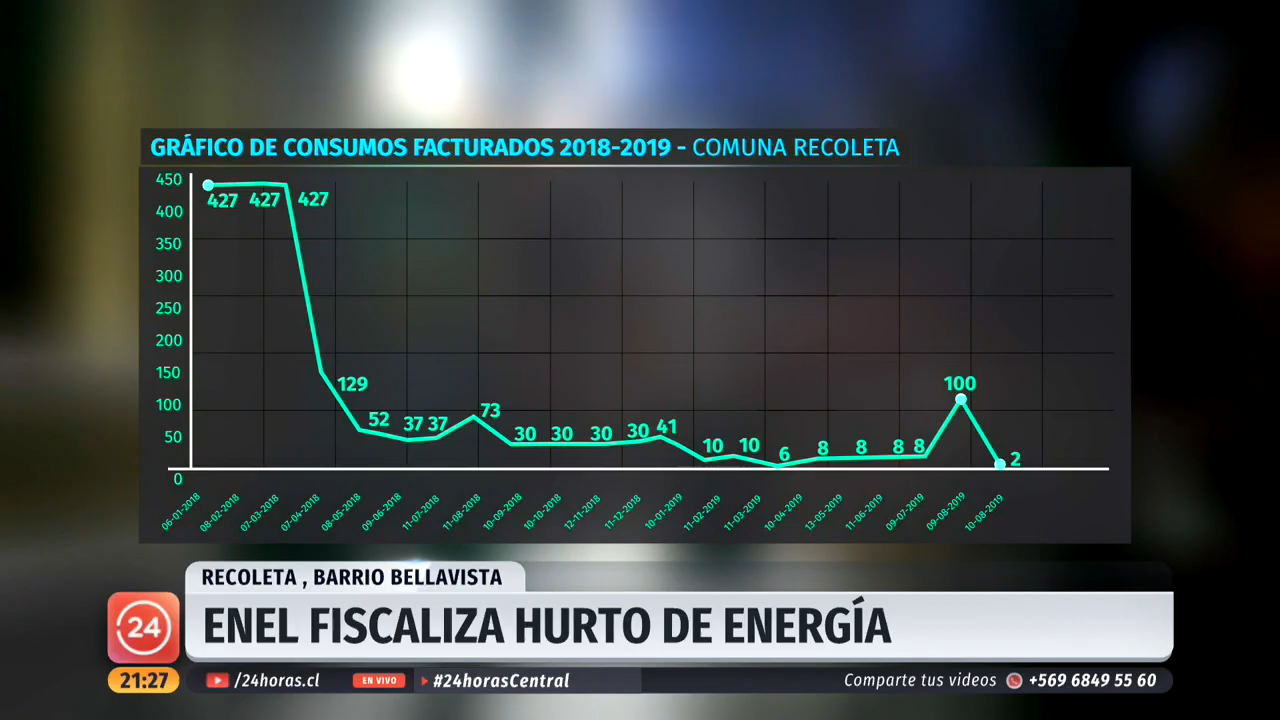 GRÁFICO DE CONSUMOS FACTURADOS 2018-2019 - COMUNA RECOLETA
450
400
350
300
250
200
150
100
50
0
427 427 427
129
52
37 37
73
30 30 30 30 41
10 10
6
8 8 8 8
100
2
06-01-2018 08-02-2018 07-03-2018 07-04-2018 08-05-2018 09-06-2018 11-07-2018 11-08-2018 10-09-2018 10-10-2018 12-11-2018 11-12-2018 10-01-2019 11-02-2019 11-03-2019 10-04-2019 13-05-2019 11-06-2019 09-07-2019 09-08-2019 10-08-2019
RECOLETA , BARRIO BELLAVISTA
24
ENEL FISCALIZA HURTO DE ENERGÍA
21:27 /24horas.cl EN VIVO #24horasCentral Comparte tus videos +569 6849 55 60